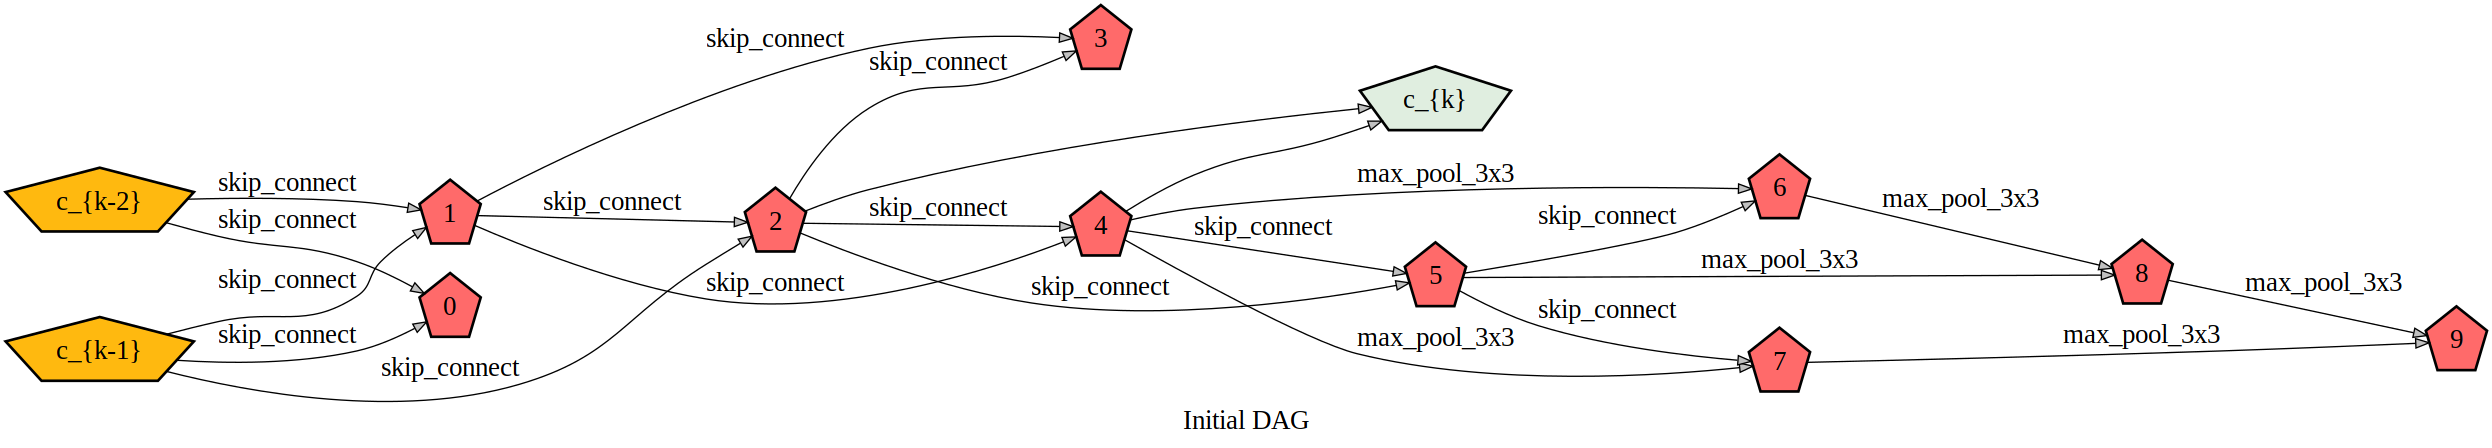 skip_connect
3
skip_connect
c_{k}
skip_connect
max_pool_3x3
6
c_{k-2}
skip_connect
1
skip_connect
2
skip_connect
4
skip_connect
skip_connect
max_pool_3x3
skip_connect
0
skip_connect
skip_connect
5
max_pool_3x3
8
max_pool_3x3
c_{k-1}
skip_connect
skip_connect
max_pool_3x3
skip_connect
7
max_pool_3x3
9
Initial DAG